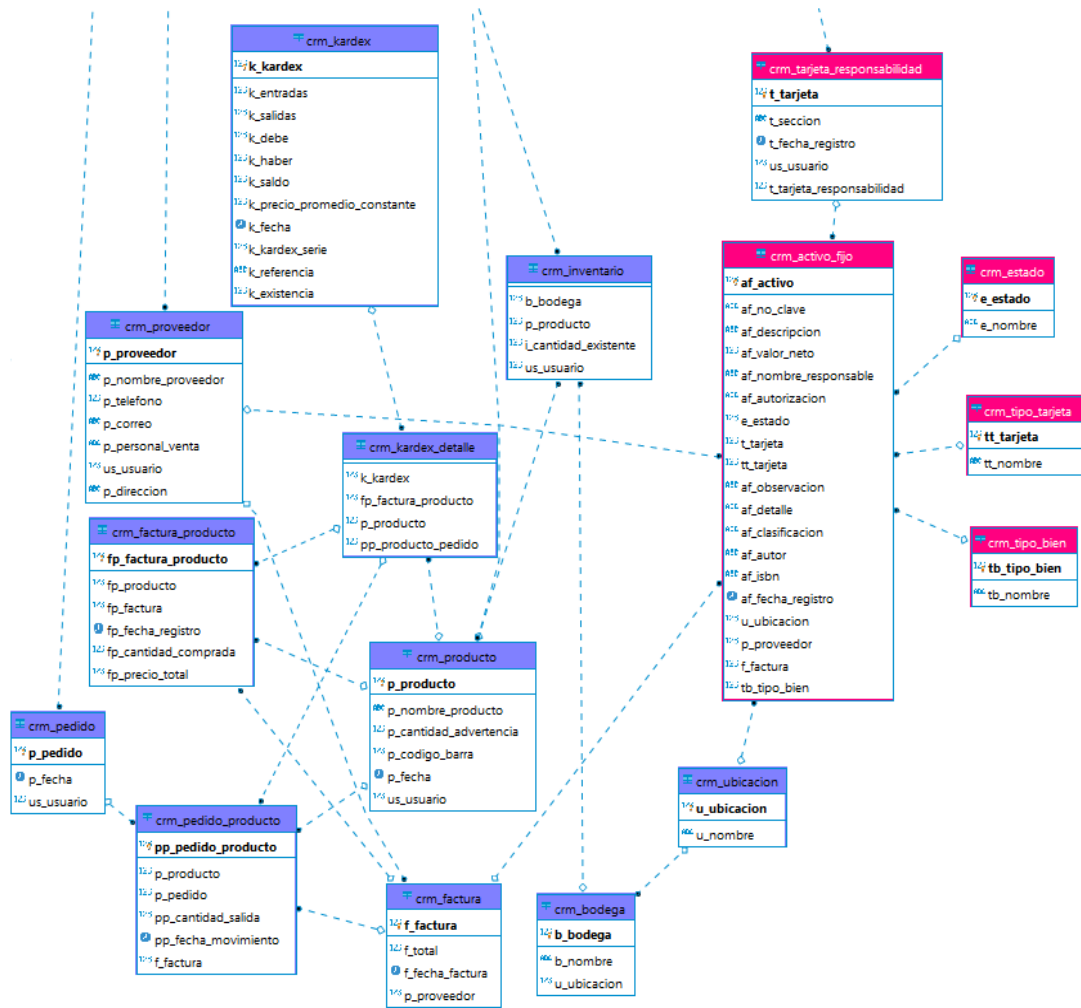 crm_kardex
k_kardex
k_entradas
k_salidas
k_debe
k_haber
k_saldo
k_precio_promedio_constante
k_fecha
k_kardex_serie
k_referencia
k_existencia
crm_tarjeta_responsabilidad
t_tarjeta
t_seccion
t_fecha_registro
us_usuario
t_tarjeta_responsabilidad
crm_inventario
b_bodega
p_producto
i_cantidad_existente
us_usuario
crm_activo_fijo
af_activo
af_no_clave
af_descripcion
af_valor_neto
af_nombre_responsable
af_autorizacion
e_estado
t_tarjeta
tt_tarjeta
af_observacion
af_detalle
af_clasificacion
af_autor
af_isbn
af_fecha_registro
u_ubicacion
p_proveedor
f_factura
tb_tipo_bien
crm_estado
e_estado
e_nombre
crm_tipo_tarjeta
tt_tarjeta
tt_nombre
crm_tipo_bien
tb_tipo_bien
tb_nombre
crm_proveedor
p_proveedor
p_nombre_proveedor
p_telefono
p_correo
p_personal_venta
us_usuario
p_direccion
crm_kardex_detalle
k_kardex
fp_factura_producto
p_producto
pp_producto_pedido
crm_factura_producto
fp_factura_producto
fp_producto
fp_factura
fp_fecha_registro
fp_cantidad_comprada
fp_precio_total
crm_producto
p_producto
p_nombre_producto
p_cantidad_advertencia
p_codigo_barra
p_fecha
us_usuario
crm_pedido
p_pedido
p_fecha
us_usuario
crm_pedido_producto
pp_pedido_producto
p_producto
p_pedido
pp_cantidad_salida
pp_fecha_movimiento
f_factura
crm_factura
f_factura
f_total
f_fecha_factura
p_proveedor
crm_ubicacion
u_ubicacion
u_nombre
crm_bodega
b_bodega
b_nombre
u_ubicacion